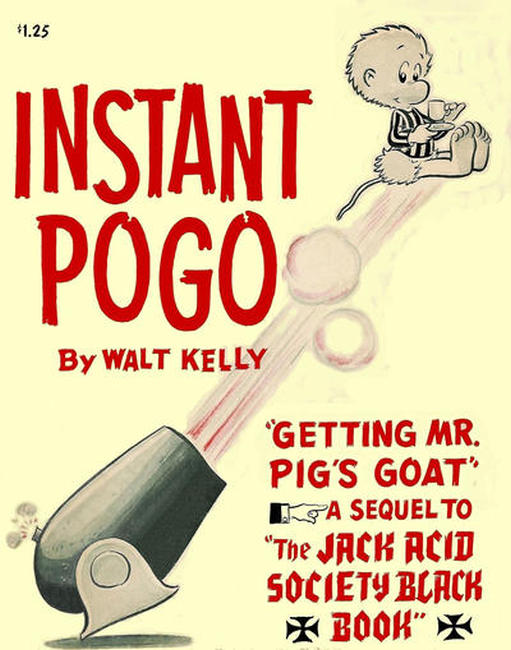 $1.25
INSTANT
POGO
By WALT KELLY
"GETTING MR.
PIG'S GOAT"
A SEQUEL TO
"The JACK ACID
SOCIETY BLACK
BOOK"